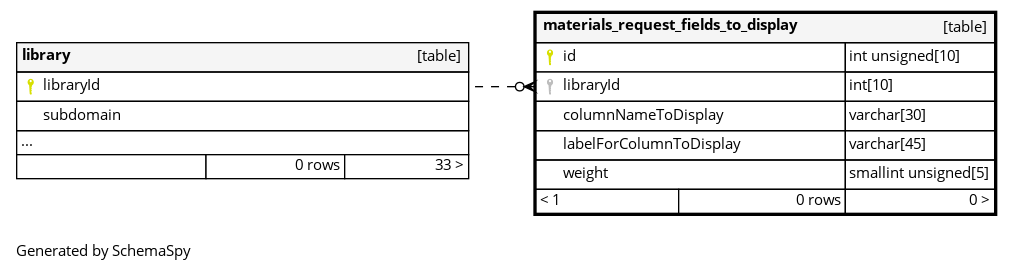 library [table]
libraryId
subdomain
...
0 rows 33 >
materials_request_fields_to_display [table]
id int unsigned[10]
libraryId int[10]
columnNameToDisplay varchar[30]
labelForColumnToDisplay varchar[45]
weight smallint unsigned[5]
< 1 0 rows 0 >
Generated by SchemaSpy